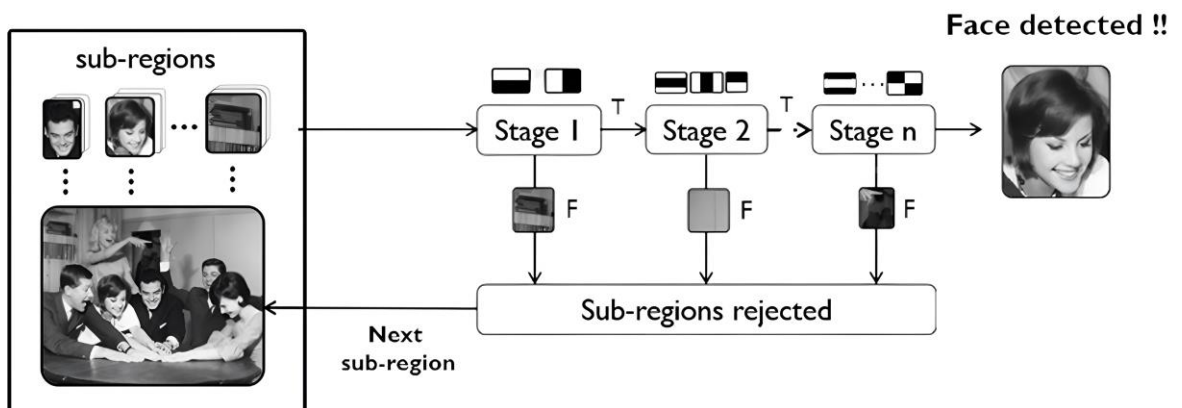 Face detected !!
sub-regions
T
T
Stage 1
Stage 2
Stage n
F
F
F
Sub-regions rejected
Next
sub-region